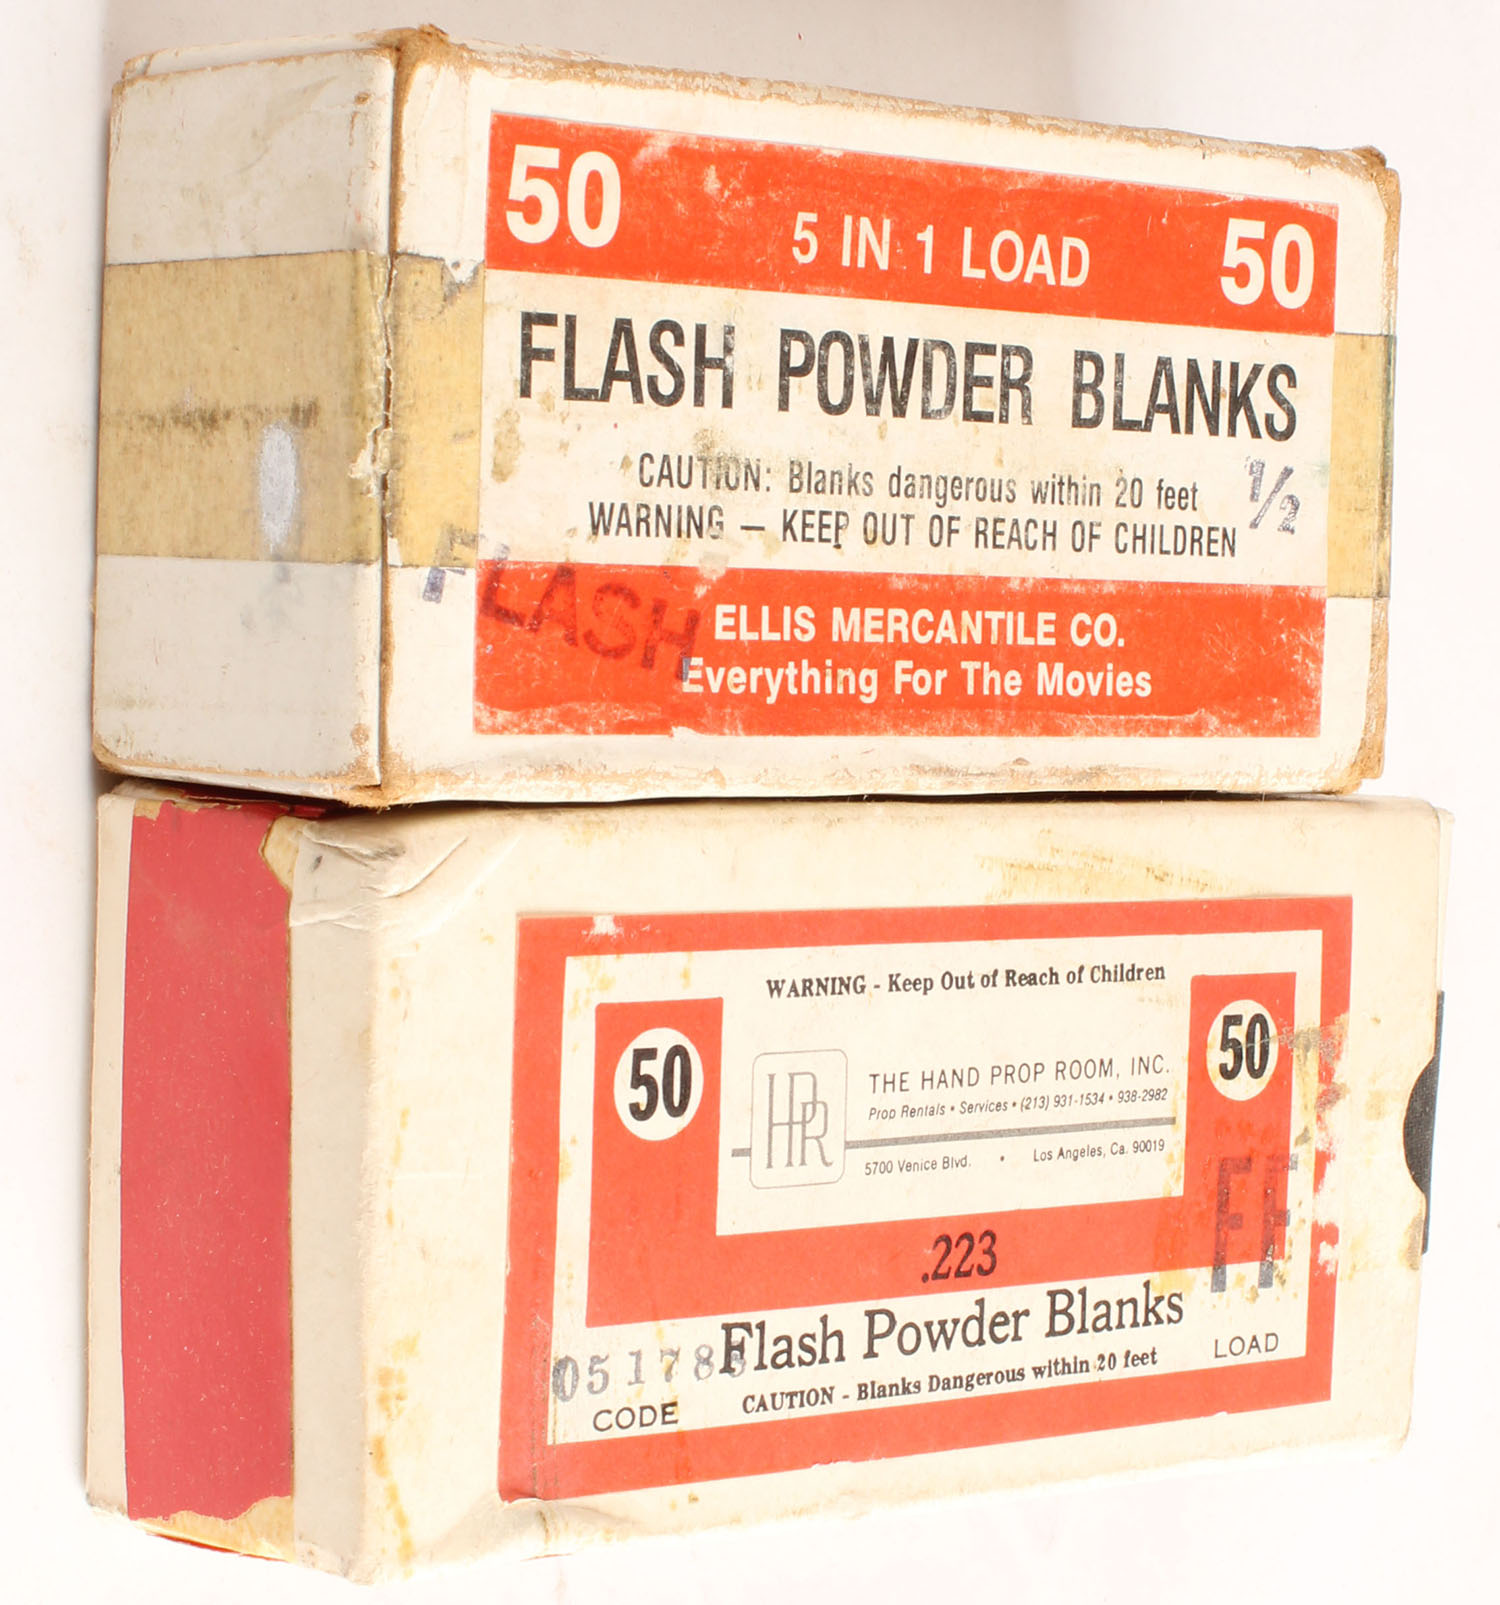 50 5 IN 1 LOAD 50
FLASH POWDER BLANKS
CAUTION: Blanks dangerous within 20 feet
1/2
WARNING — KEEP OUT OF REACH OF CHILDREN
FLASH
ELLIS MERCANTILE CO.
Everything For The Movies
WARNING - Keep Out of Reach of Children
50
50
HPR
THE HAND PROP ROOM, INC.
Prop Rentals • Services • (213) 931-1534 • 938-2982
5700 Venice Blvd. • Los Angeles, Ca. 90019
FF
.223
Flash Powder Blanks
LOAD
CODE
CAUTION - Blanks Dangerous within 20 feet